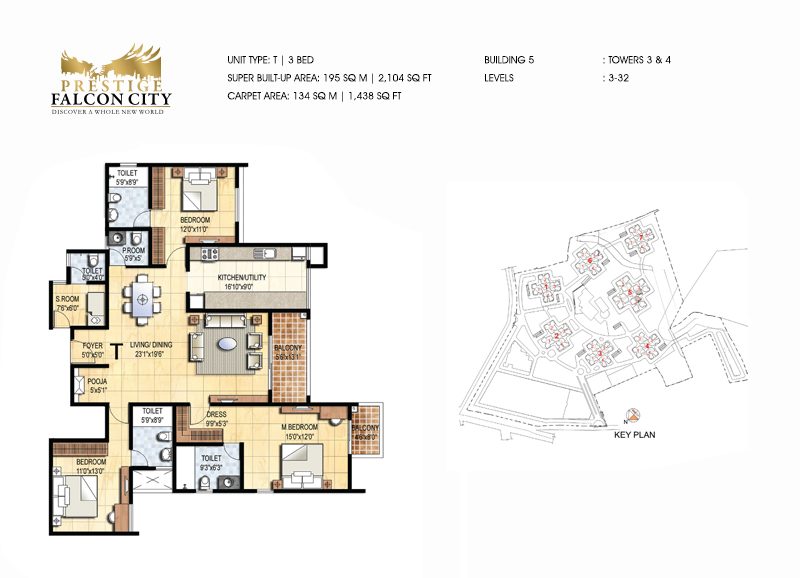 PRESTIGE
FALCON CITY
DISCOVER A WHOLE NEW WORLD
UNIT TYPE: T | 3 BED
SUPER BUILT-UP AREA: 195 SQ M | 2,104 SQ FT
CARPET AREA: 134 SQ M | 1,438 SQ FT
BUILDING 5 : TOWERS 3 & 4
LEVELS : 3-32
TOILET
5'9"x8'9"
BEDROOM
12'0"x11'0"
P.ROOM
5'9"x5'
TOILET
5'0"x4'0"
KITCHEN/UTILITY
16'10"x9'0"
S.ROOM
7'6"x6'0"
FOYER
5'0"x5'0"
LIVING/ DINING
23'1"x19'6"
BALCONY
5'6"x13'1"
POOJA
5'x5'1"
TOILET
5'9"x8'9"
DRESS
9'9"x5'3"
M.BEDROOM
15'0"x12'0"
BALCONY
4'6"x8'0"
BEDROOM
11'0"x13'0"
TOILET
9'3"x6'3"
1
2
3
4
5
6
7
N
KEY PLAN